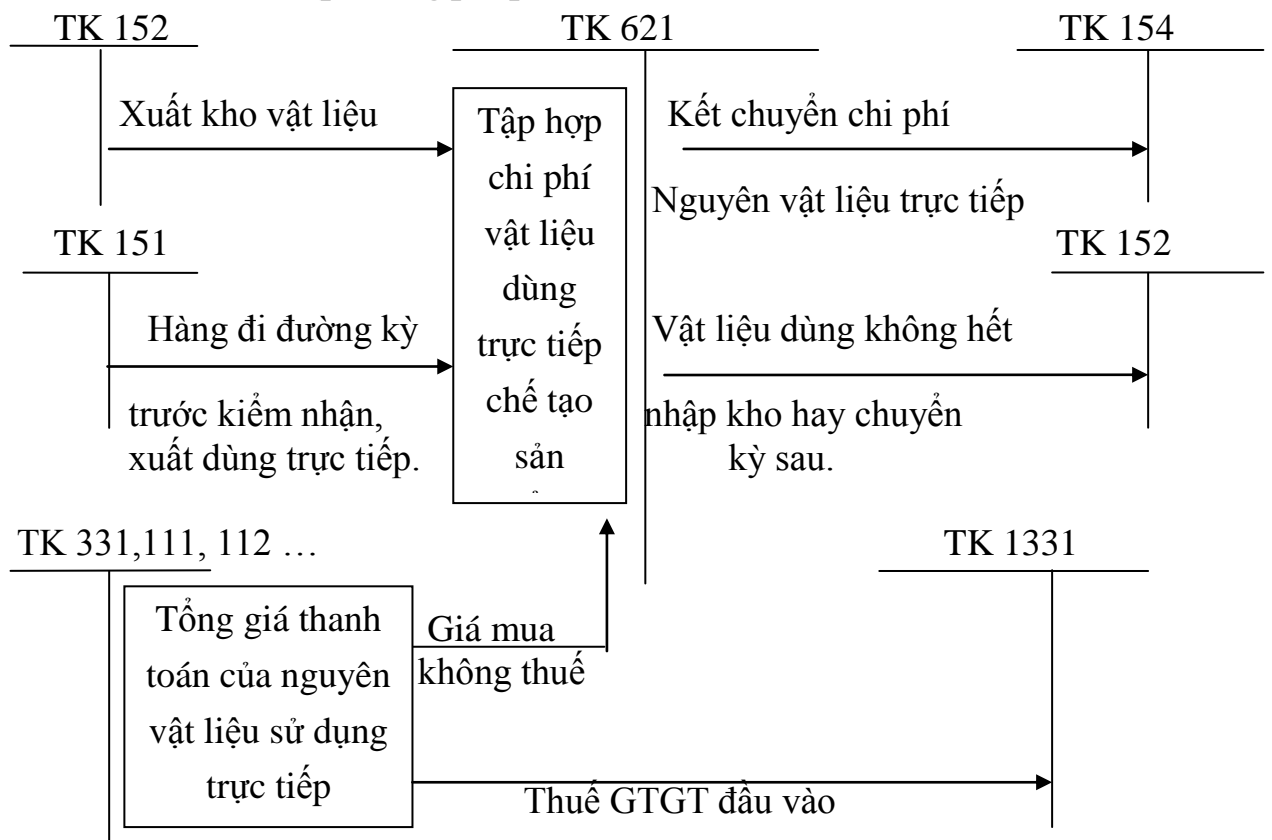 TK 152
TK 621
TK 154
Xuất kho vật liệu
Tập hợp
chi phí
vật liệu
dùng
trực tiếp
chế tạo
sản
Kết chuyển chi phí
Nguyên vật liệu trực tiếp
TK 151
TK 152
Hàng đi đường kỳ
trước kiểm nhận,
xuất dùng trực tiếp.
Vật liệu dùng không hết
nhập kho hay chuyển
kỳ sau.
TK 331,111, 112 …
TK 1331
Tổng giá thanh
toán của nguyên
vật liệu sử dụng
trực tiếp
Giá mua
không thuế
Thuế GTGT đầu vào